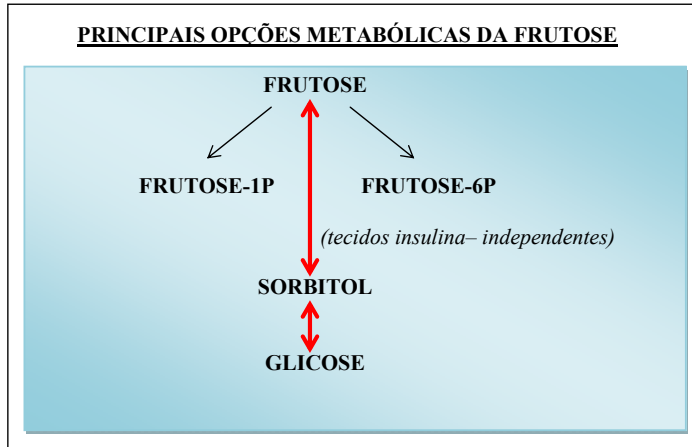 PRINCIPAIS OPÇÕES METABÓLICAS DA FRUTOSE
FRUTOSE
FRUTOSE-1P FRUTOSE-6P
(tecidos insulina– independentes)
SORBITOL
GLICOSE